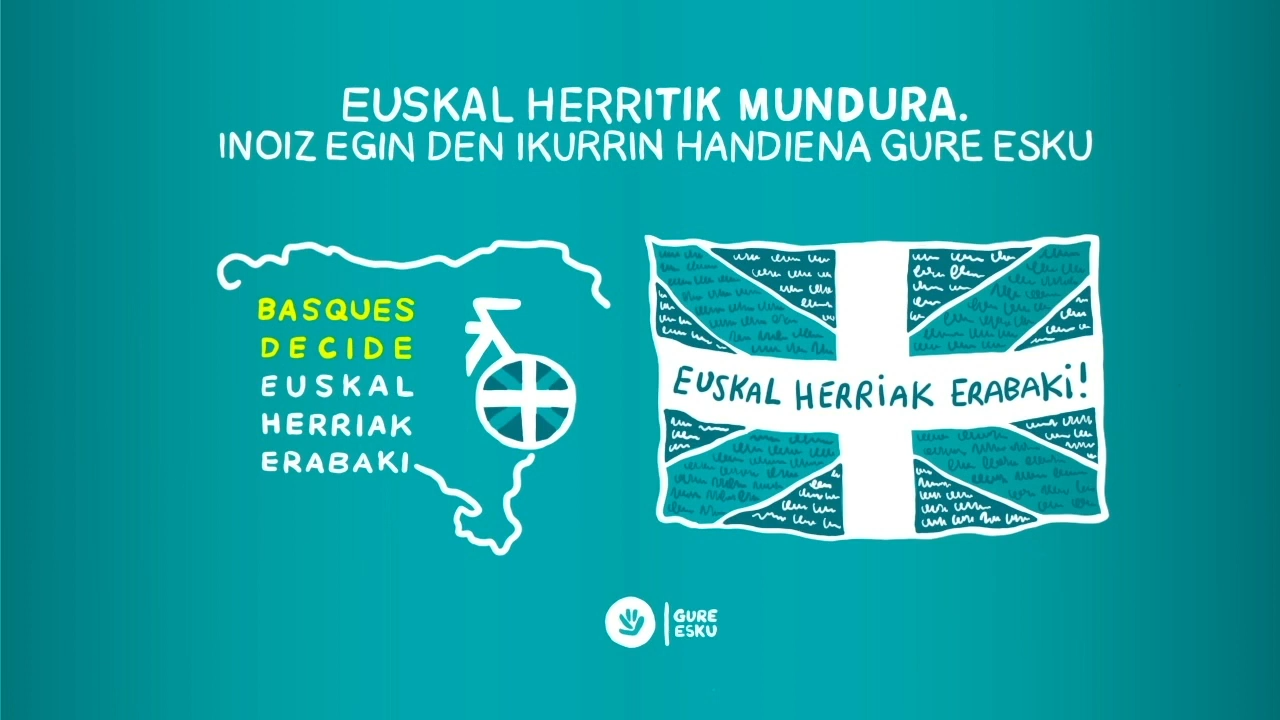 EUSKAL HERRITIK MUNDURA.
INOIZ EGIN DEN IKURRIN HANDIENA GURE ESKU
BASQUES
DECIDE
EUSKAL
HERRIAK
ERABAKI
EUSKAL HERRiAK ERABAKi!
GURE
ESKU